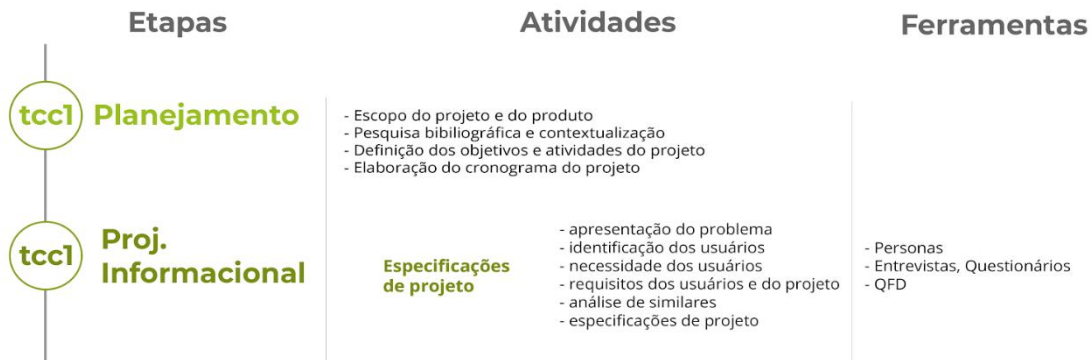 Etapas
Atividades
Ferramentas
tcc1
Planejamento
- Escopo do projeto e do produto
- Pesquisa bibiliográfica e contextualização
- Definição dos objetivos e atividades do projeto
- Elaboração do cronograma do projeto
tcc1
Proj.
Informacional
Especificações
de projeto
- apresentação do problema
- identificação dos usuários
- necessidade dos usuários
- requisitos dos usuários e do projeto
- análise de similares
- especificações de projeto
- Personas
- Entrevistas, Questionários
- QFD